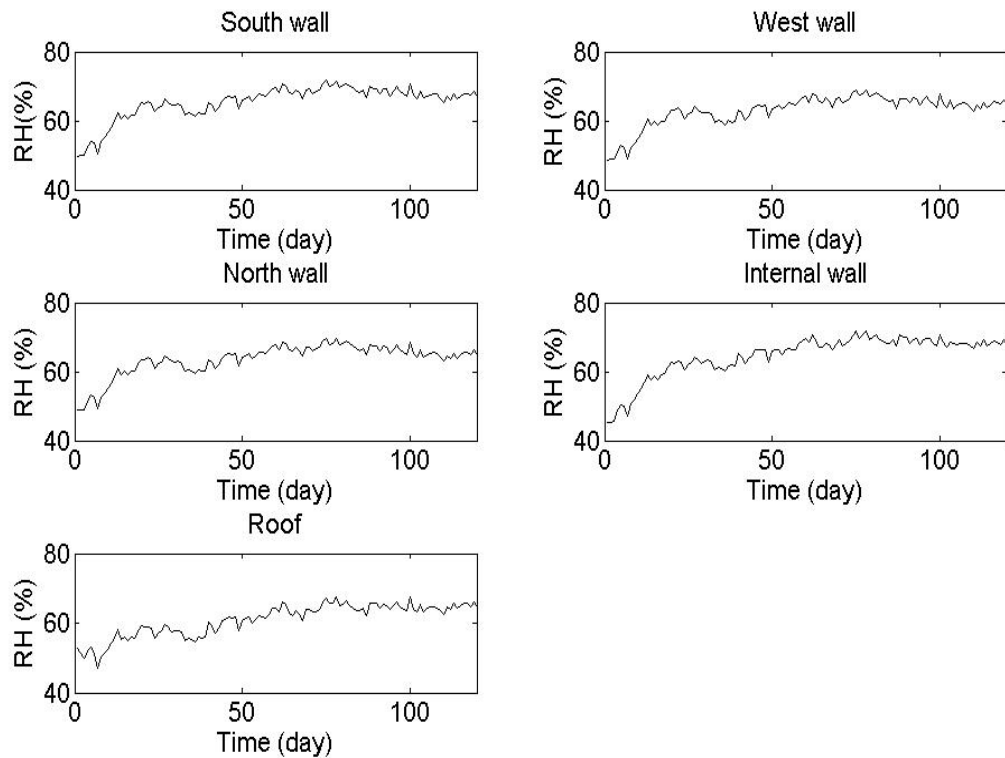 South wall
80
60
40
RH(%)
0 50 100
Time (day)
West wall
80
60
40
RH (%)
0 50 100
Time (day)
North wall
80
60
40
RH (%)
0 50 100
Time (day)
Internal wall
80
60
40
RH (%)
0 50 100
Time (day)
Roof
80
60
40
RH (%)
0 50 100
Time (day)